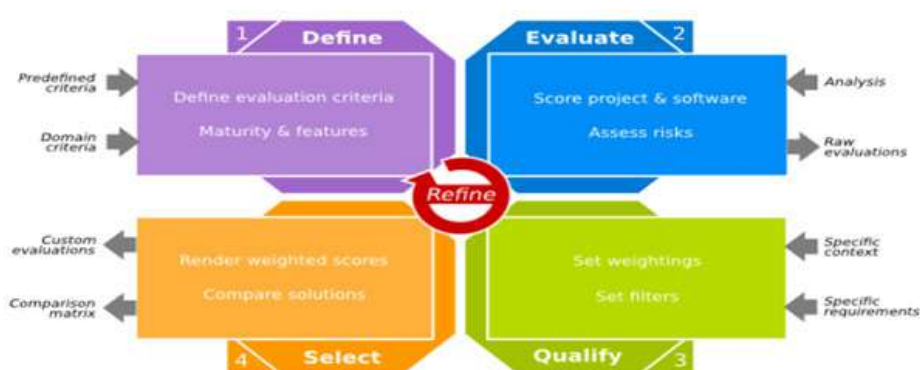 1
Define
Predefined
criteria
Define evaluation criteria
Maturity & features
Domain
criteria
Evaluate
2
Score project & software
Assess risks
Analysis
Raw
evaluations
Refine
Custom
evaluations
Render weighted scores
Compare solutions
Comparison
matrix
4
Select
Set weightings
Set filters
Specific
context
Specific
requirements
Qualify
3